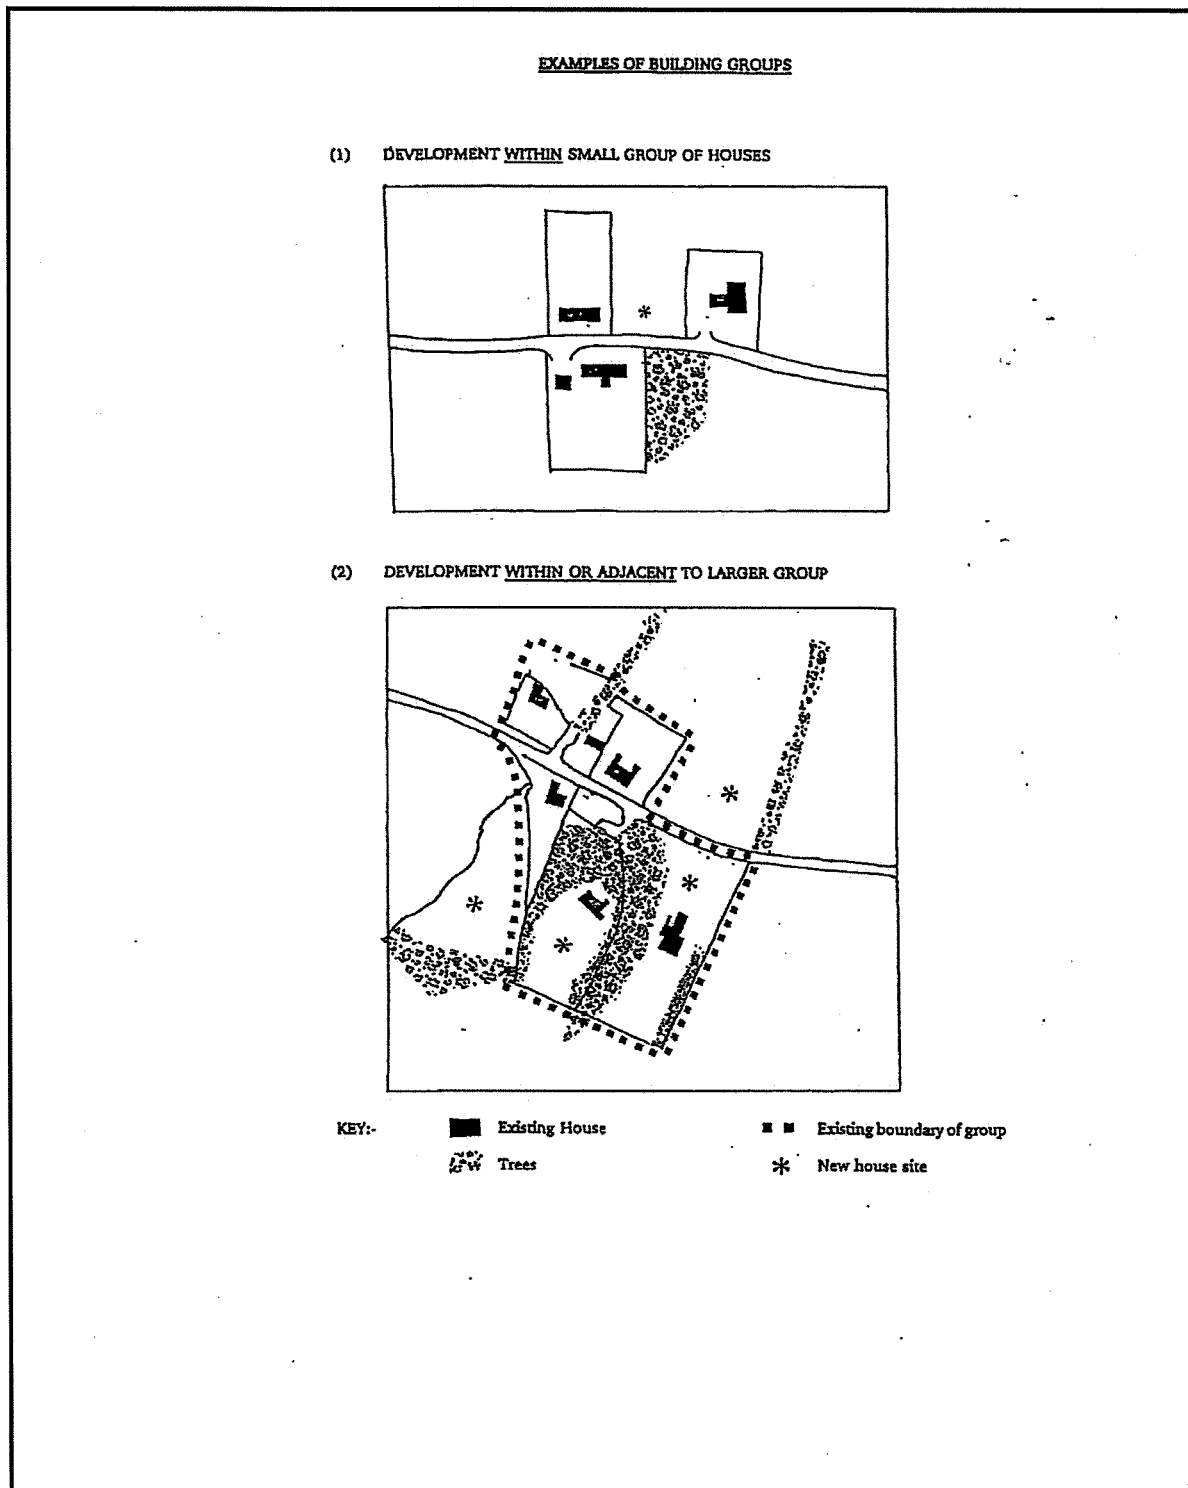 EXAMPLES OF BUILDING GROUPS
(1) DEVELOPMENT WITHIN SMALL GROUP OF HOUSES
(2) DEVELOPMENT WITHIN OR ADJACENT TO LARGER GROUP
KEY:- Existing House Existing boundary of group
Trees New house site